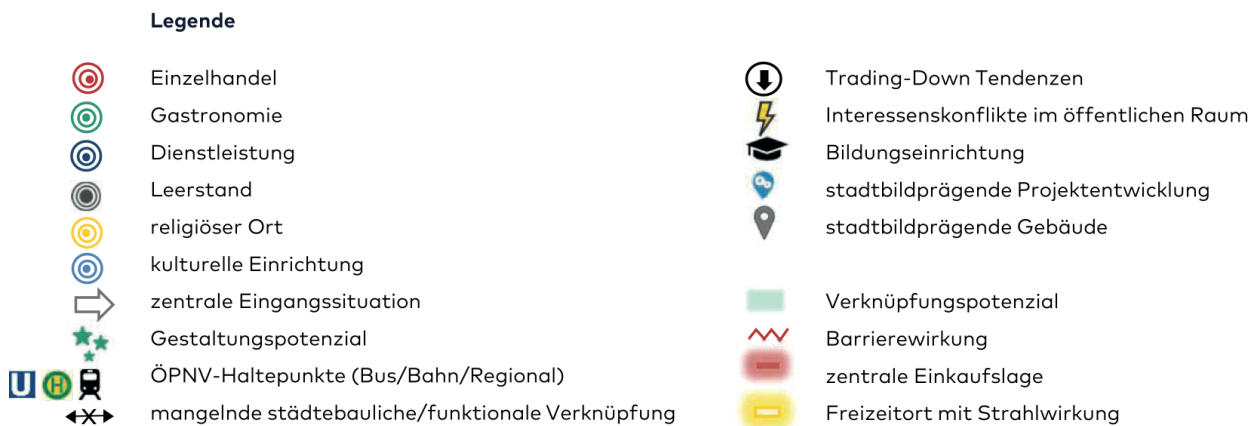 Legende
Einzelhandel
Gastronomie
Dienstleistung
Leerstand
religiöser Ort
kulturelle Einrichtung
zentrale Eingangssituation
Gestaltungspotenzial
U H ÖPNV-Haltepunkte (Bus/Bahn/Regional)
mangelnde städtebauliche/funktionale Verknüpfung
Trading-Down Tendenzen
Interessenskonflikte im öffentlichen Raum
Bildungseinrichtung
stadtbildprägende Projektentwicklung
stadtbildprägende Gebäude
Verknüpfungspotenzial
Barrierewirkung
zentrale Einkaufslage
Freizeitort mit Strahlwirkung